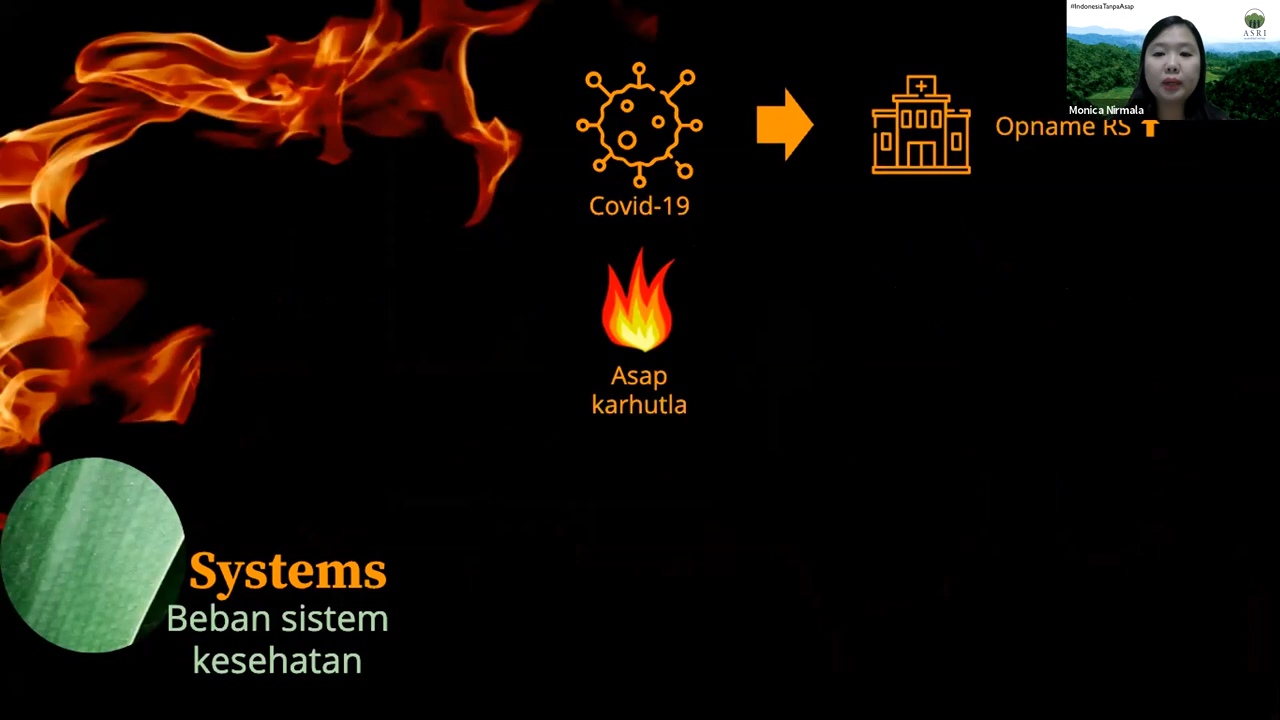 #IndonesiaTanpaAsap
ASRI
Monica Nirmala
Opname RS
Covid-19
Asap
karhutla
Systems
Beban sistem
kesehatan